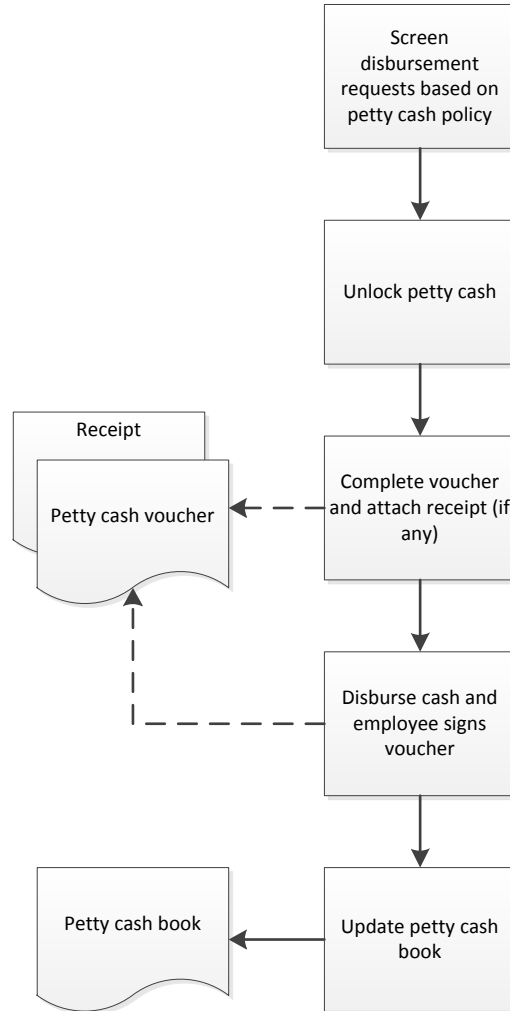 Screen
disbursement
requests based on
petty cash policy
Unlock petty cash
Receipt
Petty cash voucher
Complete voucher
and attach receipt (if
any)
Disburse cash and
employee signs
voucher
Petty cash book
Update petty cash
book